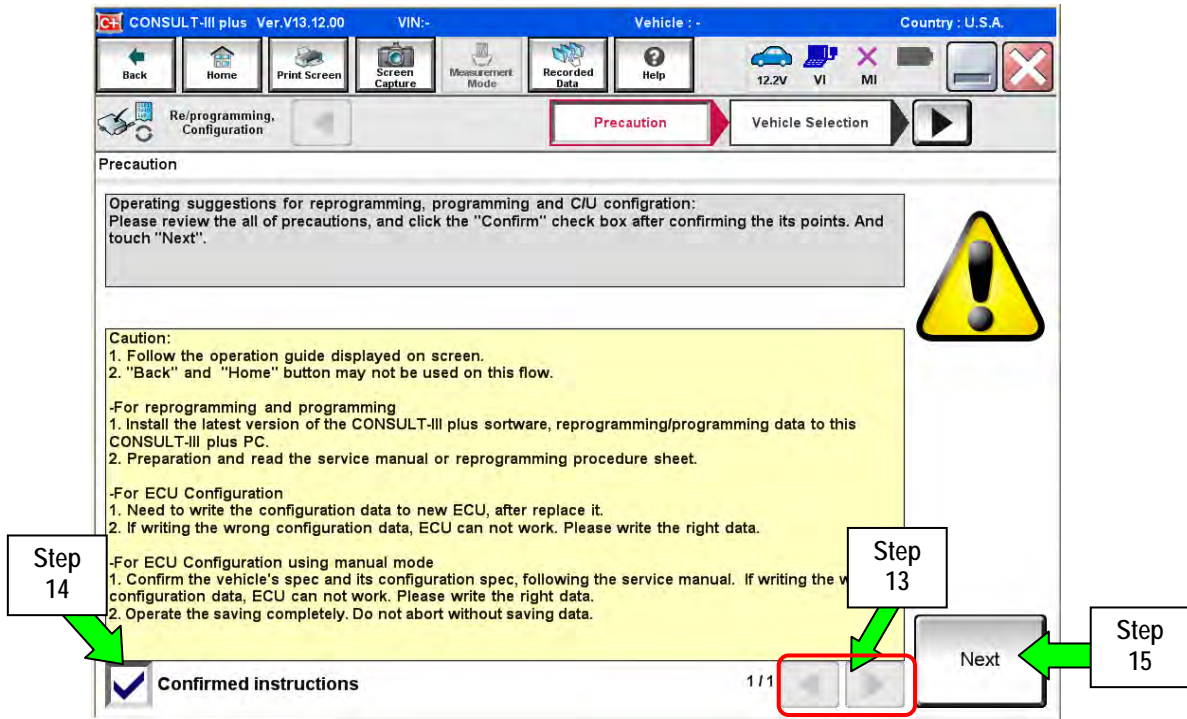 CONSULT-III plus Ver.V13.12.00 VIN:- Vehicle : - Country : U.S.A.
Back
Home
Print Screen
Screen
Capture
Measurement
Mode
Recorded
Data
Help
12.2V
VI
MI
Re/programming,
Configuration
Precaution
Vehicle Selection
Precaution
Operating suggestions for reprogramming, programming and C/U configration:
Please review the all of precautions, and click the "Confirm" check box after confirming the its points. And
touch "Next".
Caution:
1. Follow the operation guide displayed on screen.
2. "Back" and "Home" button may not be used on this flow.
-For reprogramming and programming
1. Install the latest version of the CONSULT-III plus sortware, reprogramming/programming data to this
CONSULT-III plus PC.
2. Preparation and read the service manual or reprogramming procedure sheet.
-For ECU Configuration
1. Need to write the configuration data to new ECU, after replace it.
2. If writing the wrong configuration data, ECU can not work. Please write the right data.
-For ECU Configuration using manual mode
1. Confirm the vehicle's spec and its configuration spec, following the service manual. If writing the w
configuration data, ECU can not work. Please write the right data.
2. Operate the saving completely. Do not abort without saving data.
Step
14
Step
13
Step
15
Confirmed instructions
1/1
Next